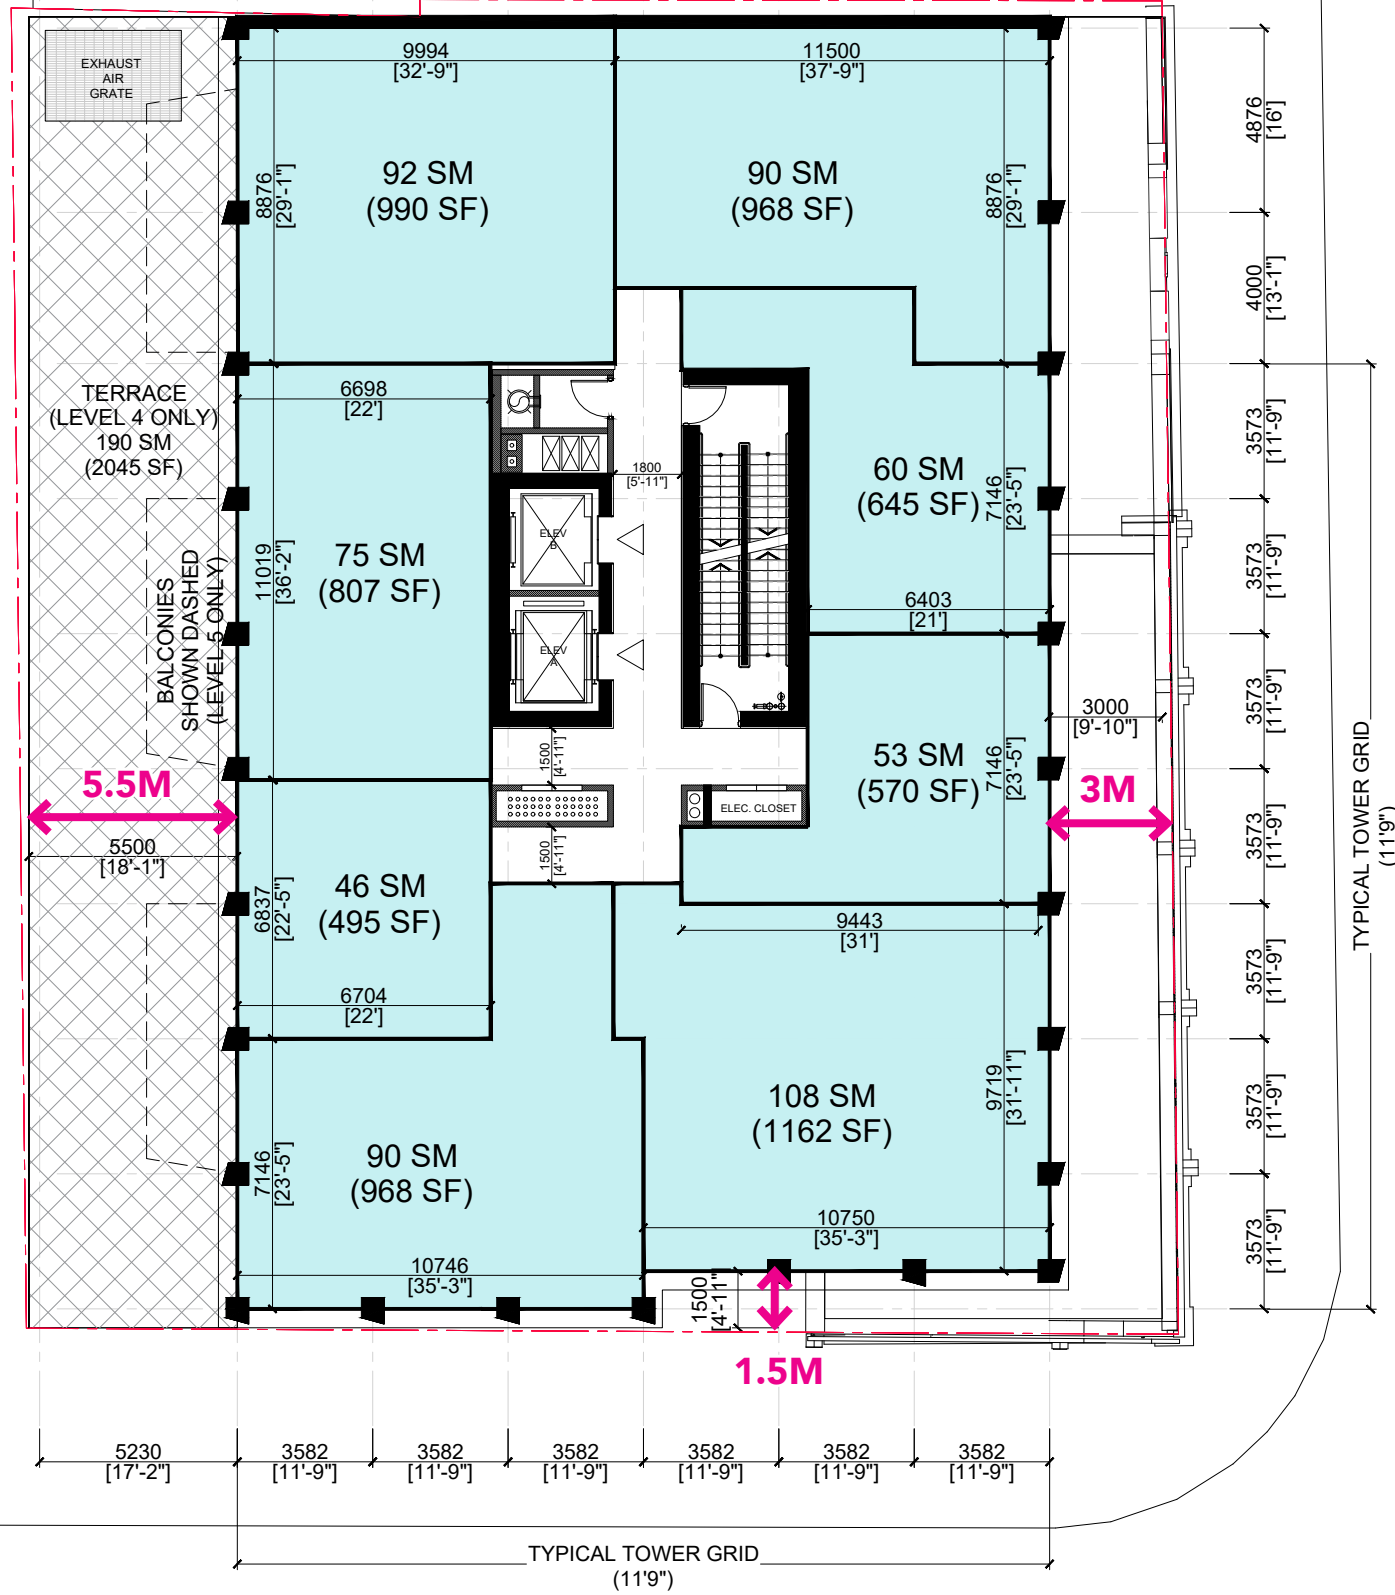 EXHAUST
AIR
GRATE
9994
[32'-9"]
11500
[37'-9"]
4876
[16']
92 SM
(990 SF)
90 SM
(968 SF)
8876
[29'-1"]
8876
[29'-1"]
4000
[13'-1"]
TERRACE
(LEVEL 4 ONLY)
190 SM
(2045 SF)
6698
[22']
1800
[5'-11"]
60 SM
(645 SF)
7146
[23'-5"]
3573
[11'-9"]
ELEV
B
75 SM
(807 SF)
11019
[36'-2"]
3573
[11'-9"]
BALCONIES
SHOWN DASHED
(LEVEL 5 ONLY)
6403
[21']
ELEV
A
3573
[11'-9"]
3000
[9'-10"]
53 SM
(570 SF)
7146
[23'-5"]
1500
[4'-11"]
5.5M
3M
ELEC. CLOSET
5500
[18'-1"]
1500
[4'-11"]
3573
[11'-9"]
TYPICAL TOWER GRID
(11'9")
46 SM
(495 SF)
6837
[22'-5"]
9443
[31']
3573
[11'-9"]
6704
[22']
108 SM
(1162 SF)
9719
[31'-11"]
3573
[11'-9"]
90 SM
(968 SF)
7146
[23'-5"]
10750
[35'-3"]
3573
[11'-9"]
10746
[35'-3"]
1500
[4'-11"]
1.5M
5230
[17'-2"]
3582
[11'-9"]
3582
[11'-9"]
3582
[11'-9"]
3582
[11'-9"]
3582
[11'-9"]
3582
[11'-9"]
TYPICAL TOWER GRID
(11'9")